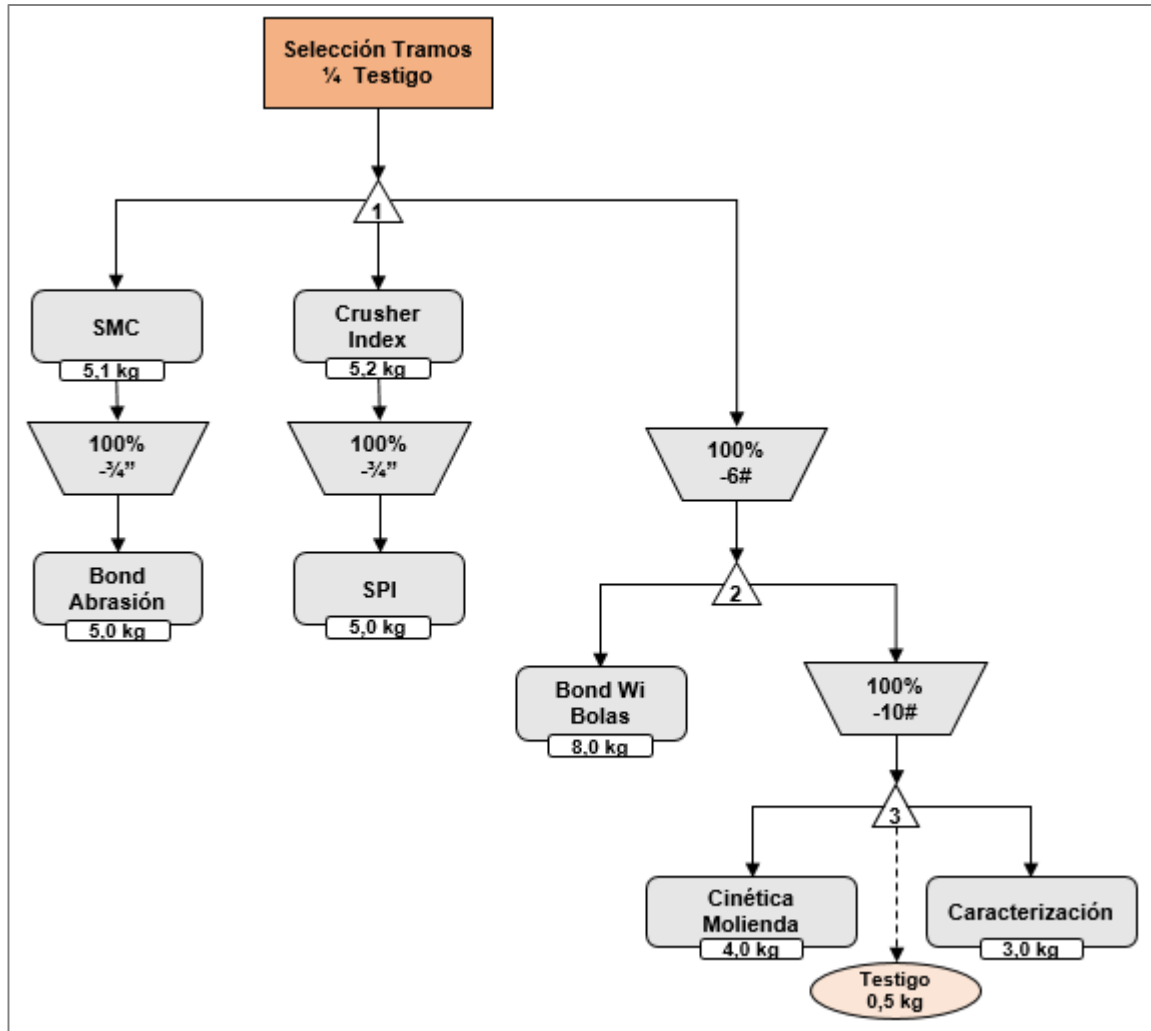 Selección Tramos
¼ Testigo
1
SMC
5,1 kg
Crusher
Index
5,2 kg
100%
-¾”
100%
-¾”
100%
-6#
Bond
Abrasión
5,0 kg
SPI
5,0 kg
2
Bond Wi
Bolas
8,0 kg
100%
-10#
3
Cinética
Molienda
4,0 kg
Caracterización
3,0 kg
Testigo
0,5 kg